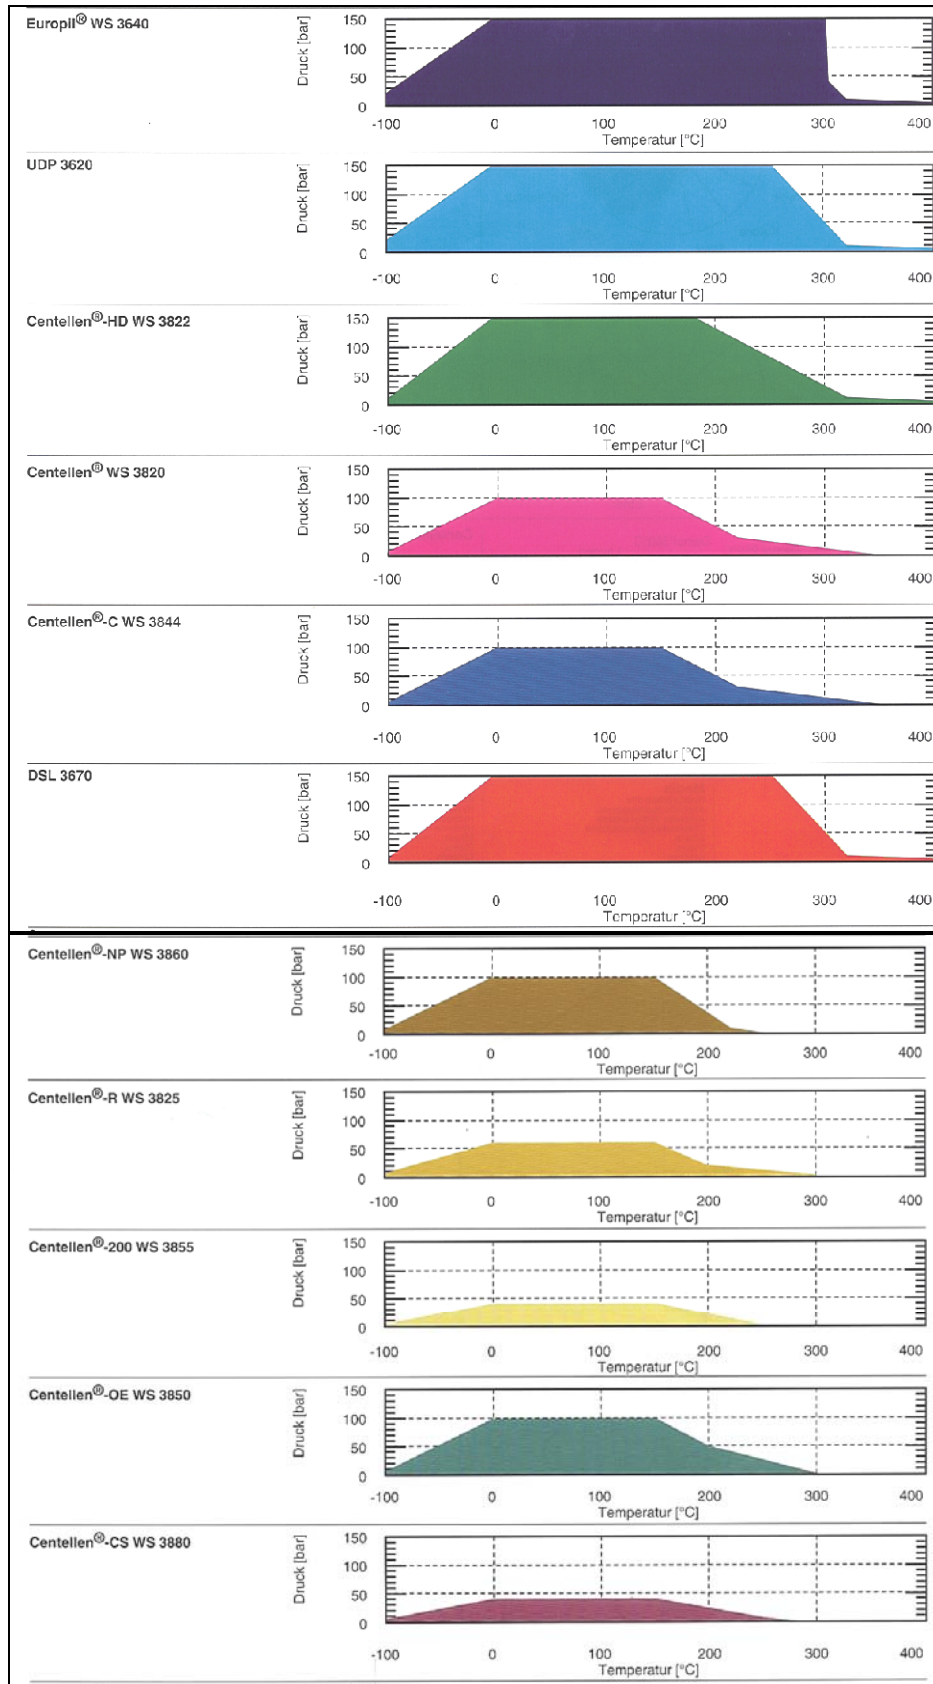 Europil® WS 3640
Druck [bar]
150
100
50
0
-100 0 100 200 300 400
Temperatur [°C]
UDP 3620
Druck [bar]
150
100
50
0
-100 0 100 200 300 400
Temperatur [°C]
Centellen®-HD WS 3822
Druck [bar]
150
100
50
0
-100 0 100 200 300 400
Temperatur [°C]
Centellen® WS 3820
Druck [bar]
150
100
50
0
-100 0 100 200 300 400
Temperatur [°C]
Centellen®-C WS 3844
Druck [bar]
150
100
50
0
-100 0 100 200 300 400
Temperatur [°C]
DSL 3670
Druck [bar]
150
100
50
0
-100 0 100 200 300 400
Temperatur [°C]
Centellen®-NP WS 3860
Druck [bar]
150
100
50
0
-100 0 100 200 300 400
Temperatur [°C]
Centellen®-R WS 3825
Druck [bar]
150
100
50
0
-100 0 100 200 300 400
Temperatur [°C]
Centellen®-200 WS 3855
Druck [bar]
150
100
50
0
-100 0 100 200 300 400
Temperatur [°C]
Centellen®-OE WS 3850
Druck [bar]
150
100
50
0
-100 0 100 200 300 400
Temperatur [°C]
Centellen®-CS WS 3880
Druck [bar]
150
100
50
0
-100 0 100 200 300 400
Temperatur [°C]